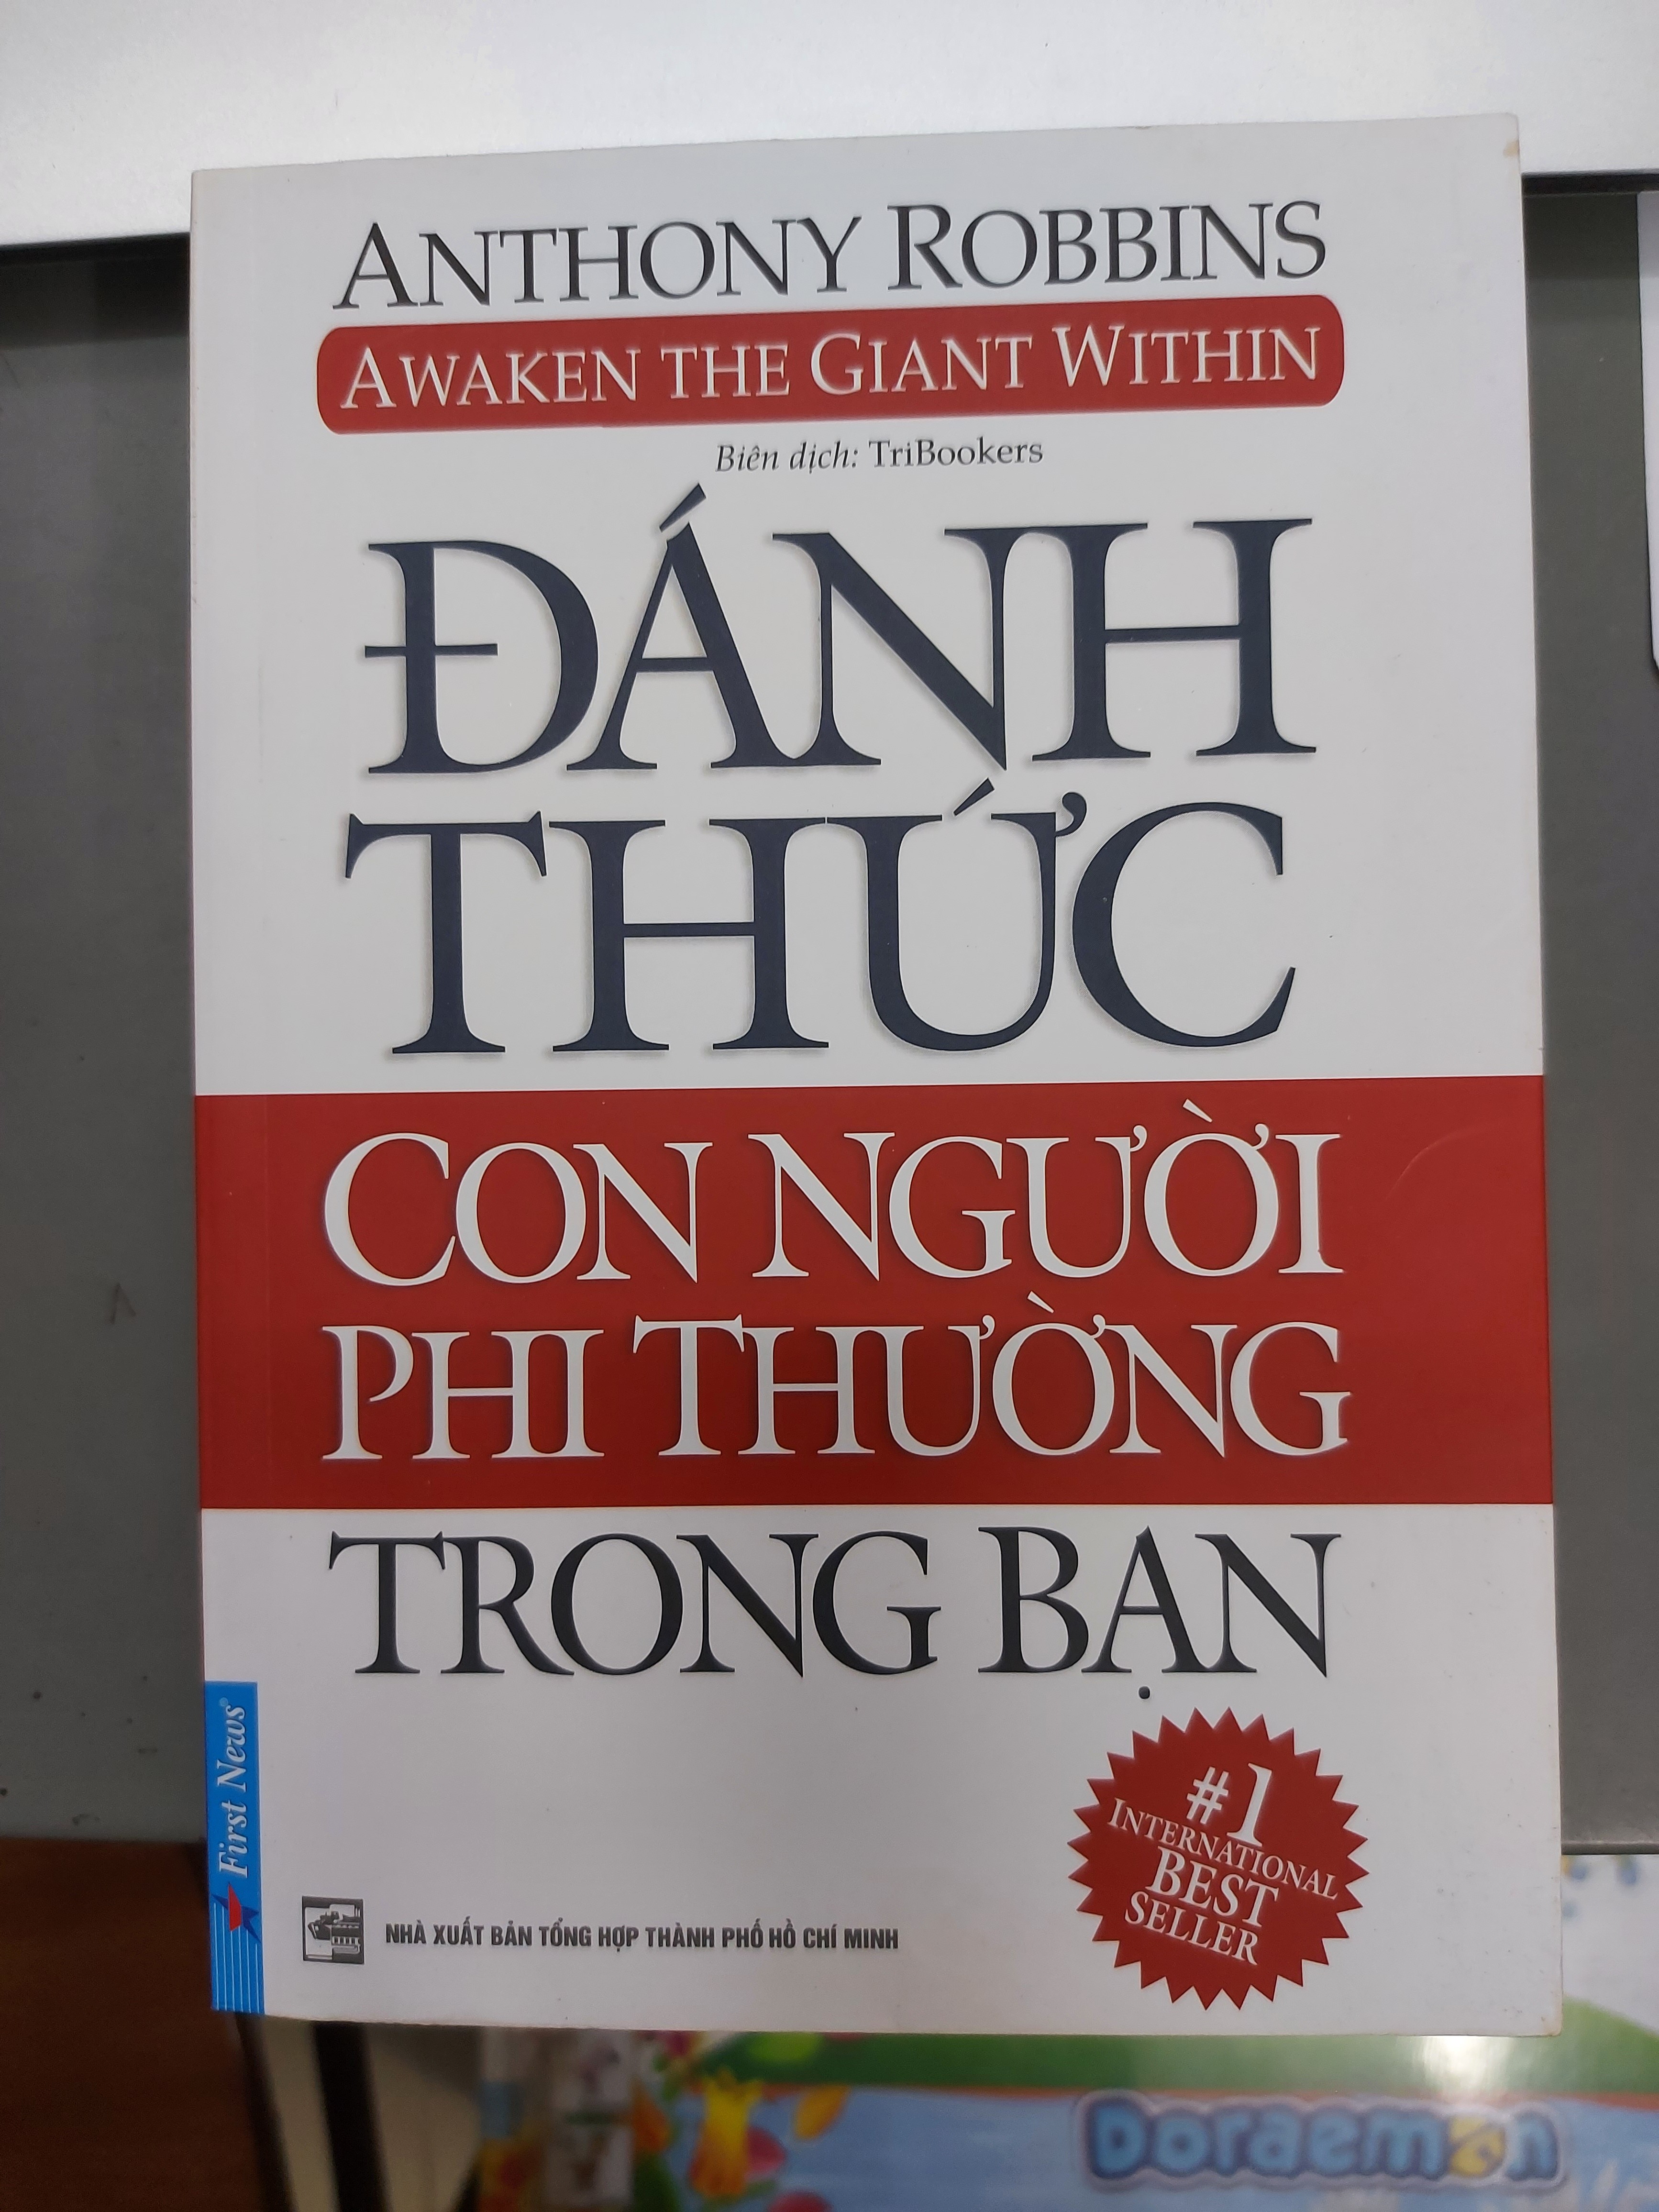 ANTHONY ROBBINS
AWAKEN THE GIANT WITHIN
Biên dịch: TriBookers
ĐÁNH
THỨC
CON NGƯỜI
PHI THƯỜNG
TRONG BẠN
First News®
#1
INTERNATIONAL
BEST
SELLER
NHÀ XUẤT BẢN TỔNG HỢP THÀNH PHỐ HỒ CHÍ MINH
Doraemon